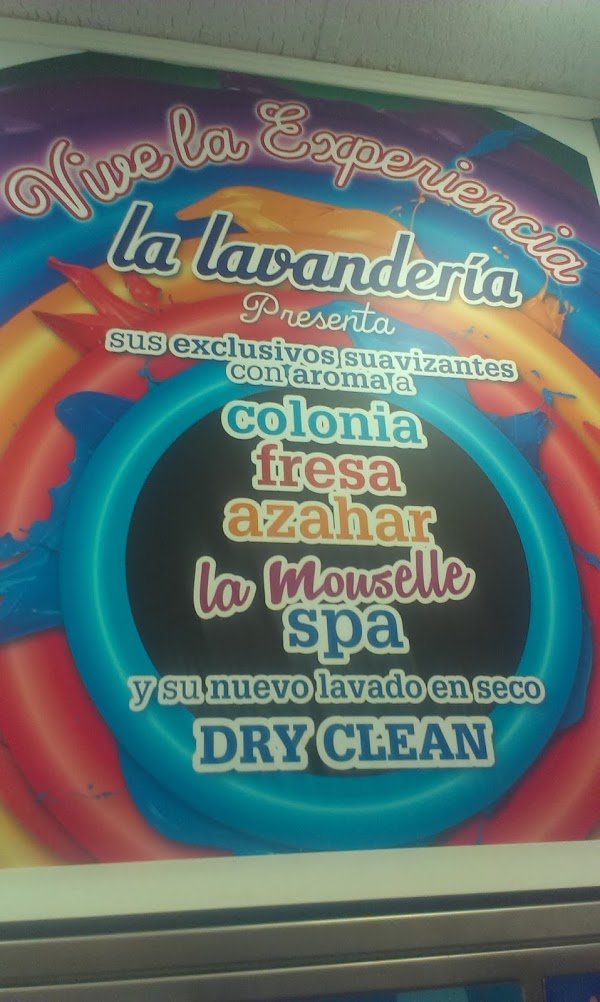 Vive la Experiencia
la lavandería
Presenta
sus exclusivos suavizantes
con aroma a
colonia
fresa
azahar
la Mouselle
spa
y su nuevo lavado en seco
DRY CLEAN